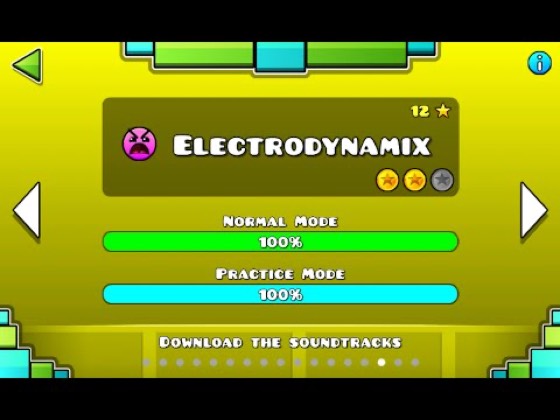 12
Electrodynamix
Normal Mode
100%
Practice Mode
100%
Download the soundtracks